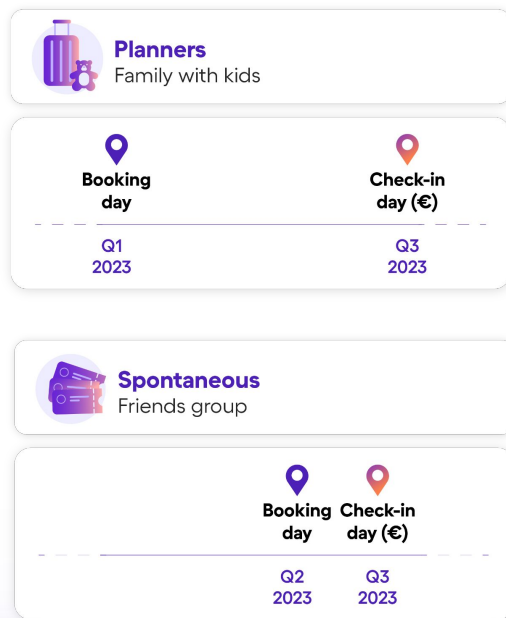 Planners
Family with kids
Booking
day
Check-in
day (€)
Q1
2023
Q3
2023
Spontaneous
Friends group
Booking
day
Check-in
day (€)
Q2
2023
Q3
2023